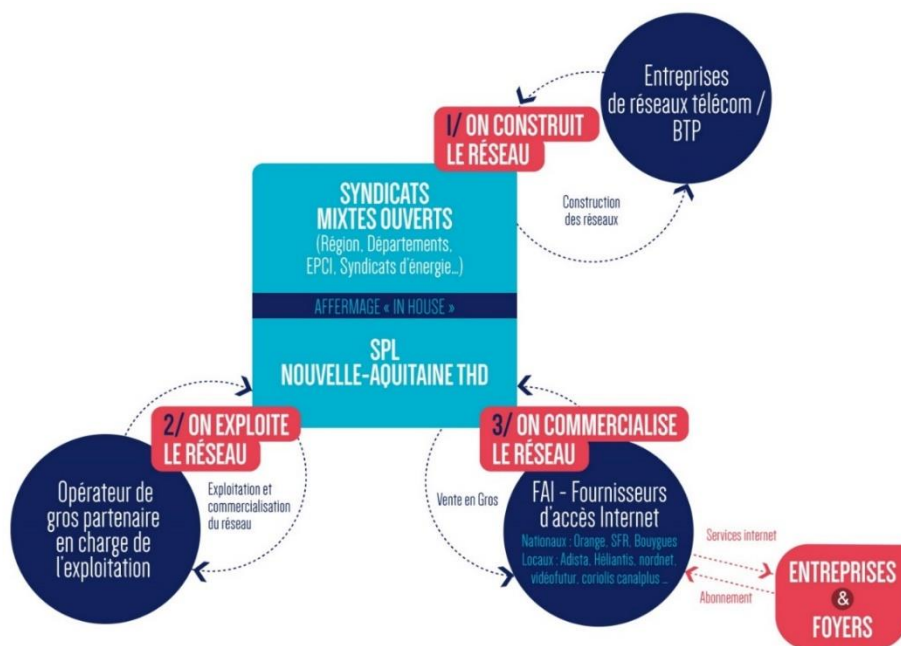 Entreprises
de réseaux télécom /
BTP
1/ ON CONSTRUIT
LE RÉSEAU
Construction
des réseaux
SYNDICATS
MIXTES OUVERTS
(Région, Départements,
EPCI, Syndicats d'énergie...)
AFFERMAGE « IN HOUSE »
SPL
NOUVELLE-AQUITAINE THD
2/ ON EXPLOITE
LE RÉSEAU
Opérateur de
gros partenaire
en charge de
l'exploitation
Exploitation et
commercialisation
du réseau
3/ ON COMMERCIALISE
LE RÉSEAU
Vente en Gros
FAI - Fournisseurs
d'accès Internet
Nationaux : Orange, SFR, Bouygues
Locaux : Adista, Héliantis, nordnet,
vidéofutur, coriolis canalplus ...
Services internet
Abonnement
ENTREPRISES
&
FOYERS